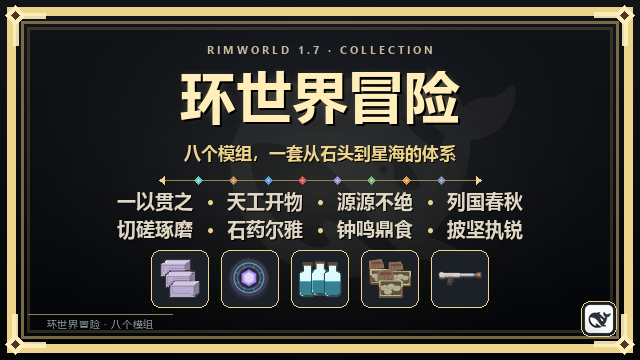 RIMWORLD 1.7 · COLLECTION
环世界冒险
八个模组，一套从石头到星海的体系
一以贯之 • 天工开物 • 源源不绝 • 列国春秋
切磋琢磨 • 石药尔雅 • 钟鸣鼎食 • 披坚执锐
环世界冒险 · 八个模组